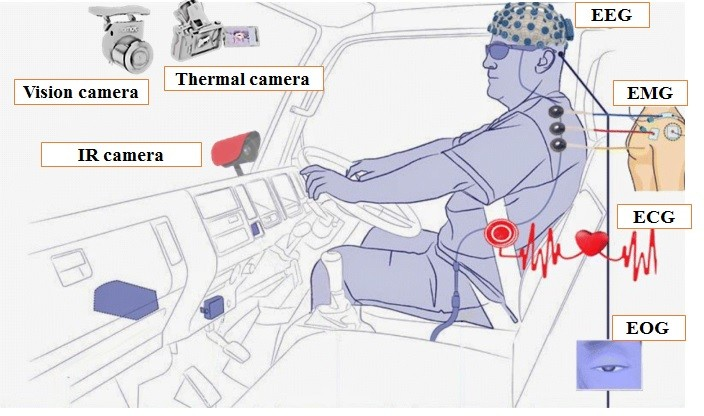 EEG
Thermal camera
Vision camera
EMG
IR camera
ECG
EOG